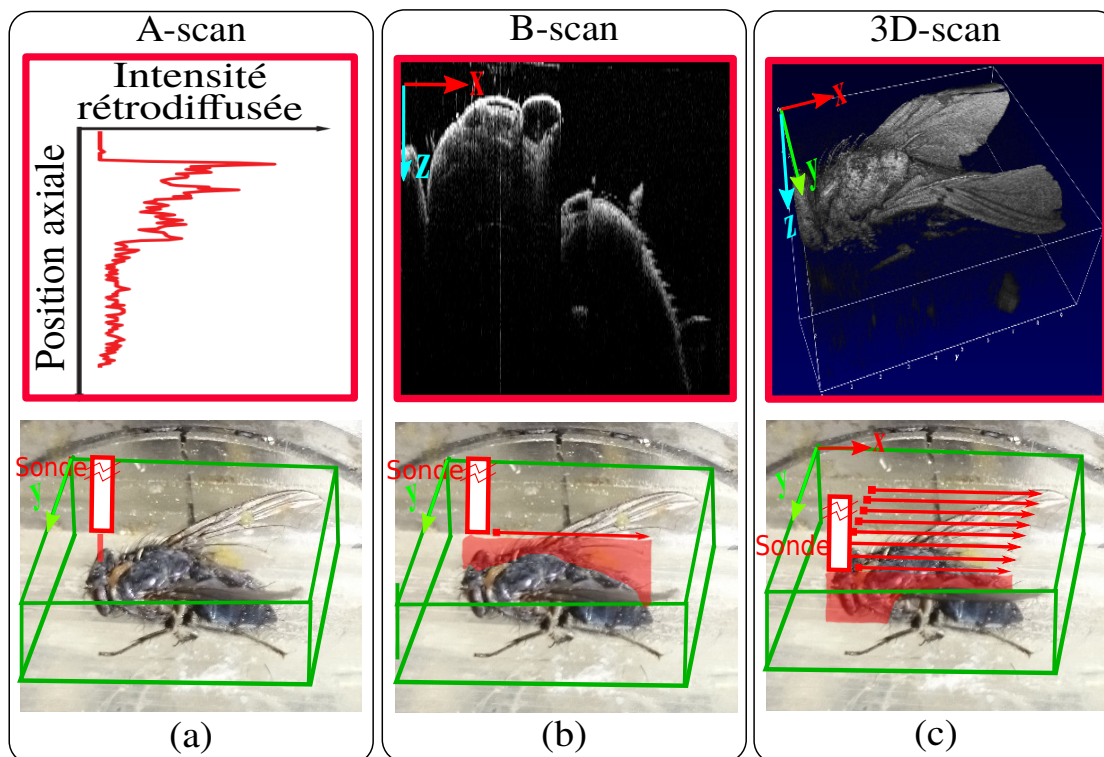 A-scan
Intensité
rétrodiffusée
Position axiale
Sonde
y
(a)
B-scan
X
Z
Sonde
y
(b)
3D-scan
X
y
Z
x
y
Sonde
(c)